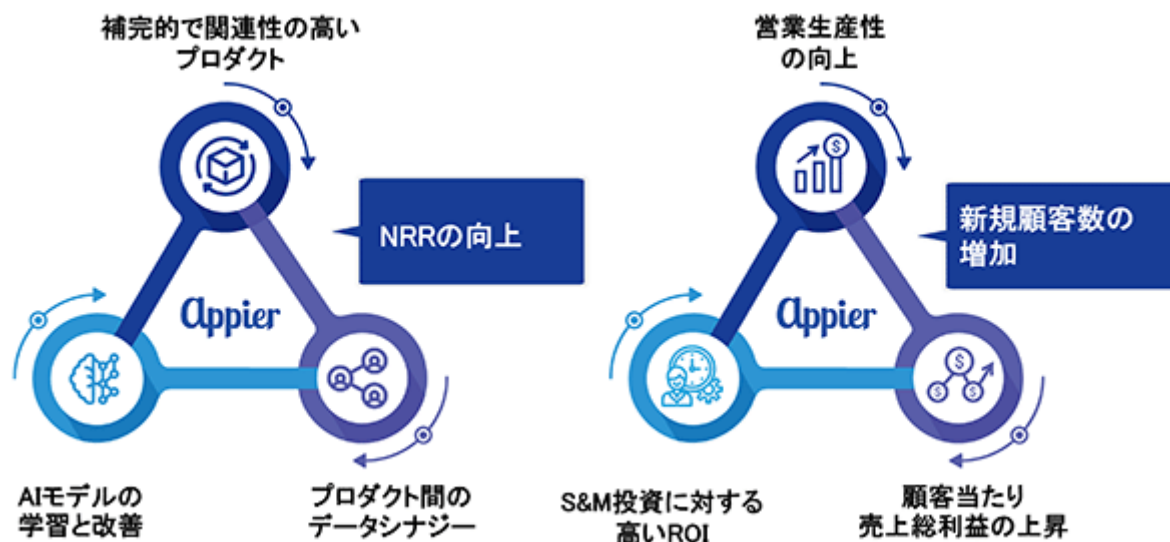 補完的で関連性の高い
プロダクト
NRRの向上
Appier
AIモデルの
学習と改善
プロダクト間の
データシナジー
営業生産性
の向上
$
新規顧客数の
増加
Appier
$
$
$
S&M投資に対する
高いROI
顧客当たり
売上総利益の上昇